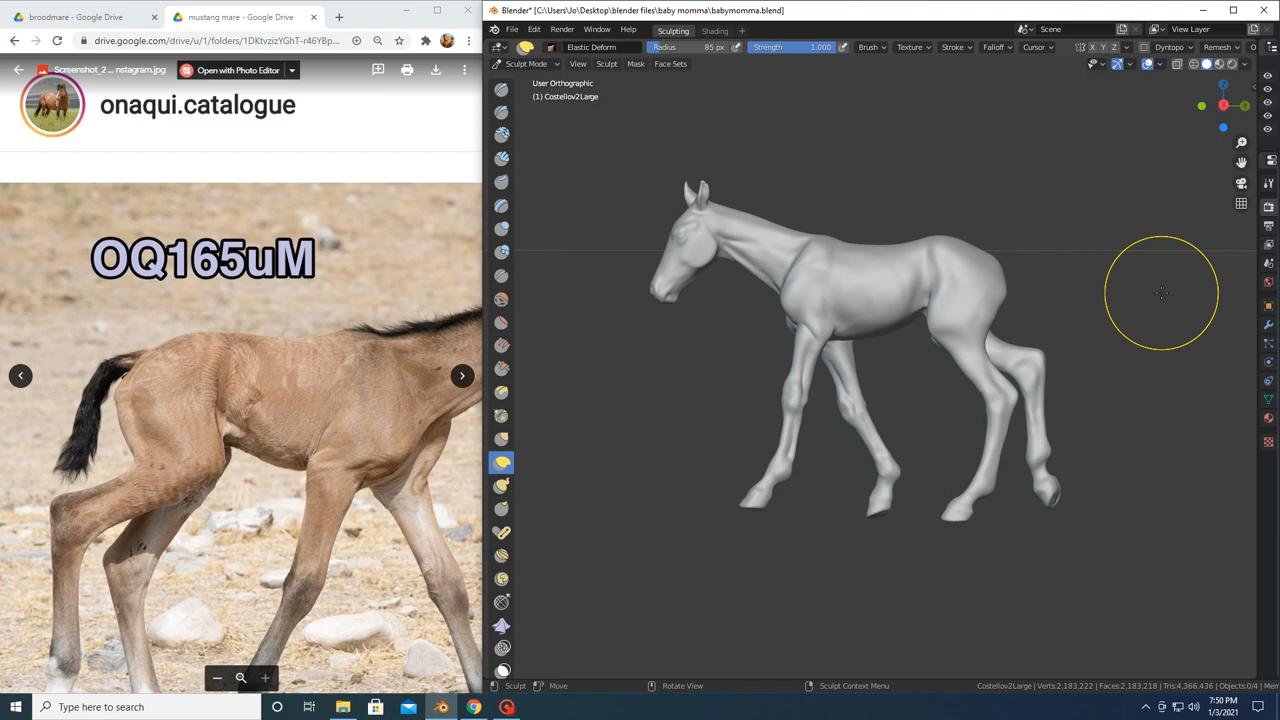 broodmare - Google Drive
mustang mare - Google Drive
drive.google.com/drive/u/1/folders/1DKtvzizYGhT-r46YBp...
Screenshot_2 ... nstagram.jpg
Open with Photo Editor
onaqui.catalogue
OQ165uM
Blender* [C:\Users\Jo\Desktop\blender files\baby momma\babymomma.blend]
File Edit Render Window Help
Sculpting Shading
Scene
View Layer
Elastic Deform
Radius 85 px
Strength 1.000
Brush
Texture
Stroke
Falloff
Cursor
X Y Z
Dyntopo
Remesh
Sculpt Mode
View
Sculpt
Mask
Face Sets
User Orthographic
(1) Costellov2Large
Z
X
Y
Sculpt
Move
Rotate View
Sculpt Context Menu
Costellov2Large | Verts:2,183,222 | Faces:2,183,218 | Tris:4,366,436 | Objects:0/4 | Mem
Type here to search
7:50 PM
1/3/2021